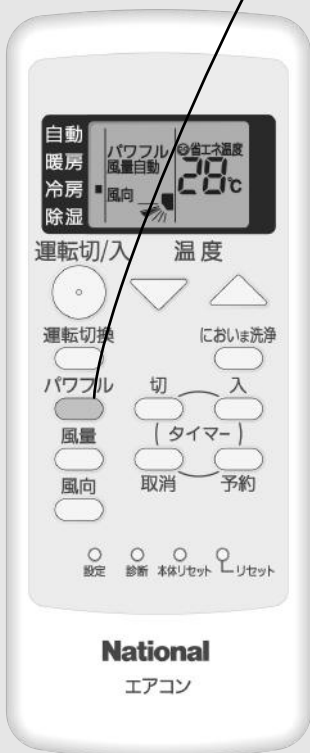 自動
暖房
冷房
除湿
パワフル
風量自動
風向
省エネ温度
28℃
運転切/入
温度
運転切換
においま洗浄
パワフル
切
入
風量
(タイマー)
風向
取消
予約
設定
診断
本体リセット
リセット
National
エアコン